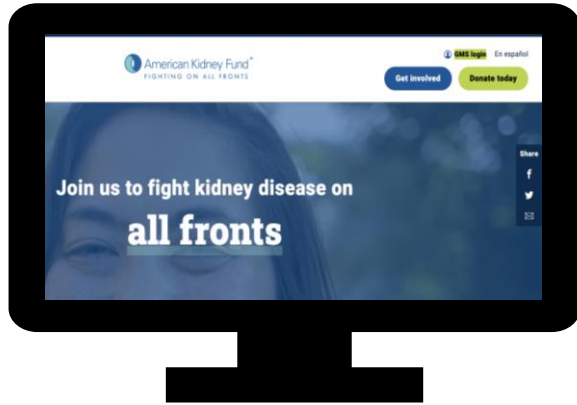 GMS login En español
American Kidney Fund®
FIGHTING ON ALL FRONTS
Get involved Donate today
Share
Join us to fight kidney disease on
all fronts